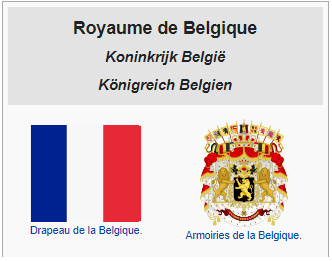 Royaume de Belgique
Koninkrijk België
Königreich Belgien
Drapeau de la Belgique.
Armoiries de la Belgique.